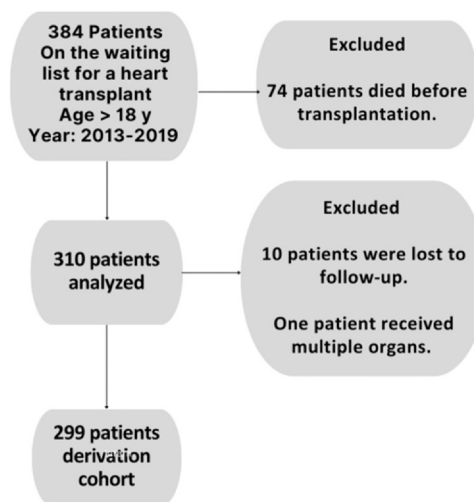 384 Patients
On the waiting
list for a heart
transplant
Age > 18 y
Year: 2013-2019
Excluded
74 patients died before
transplantation.
310 patients
analyzed
Excluded
10 patients were lost to
follow-up.
One patient received
multiple organs.
299 patients
derivation
cohort